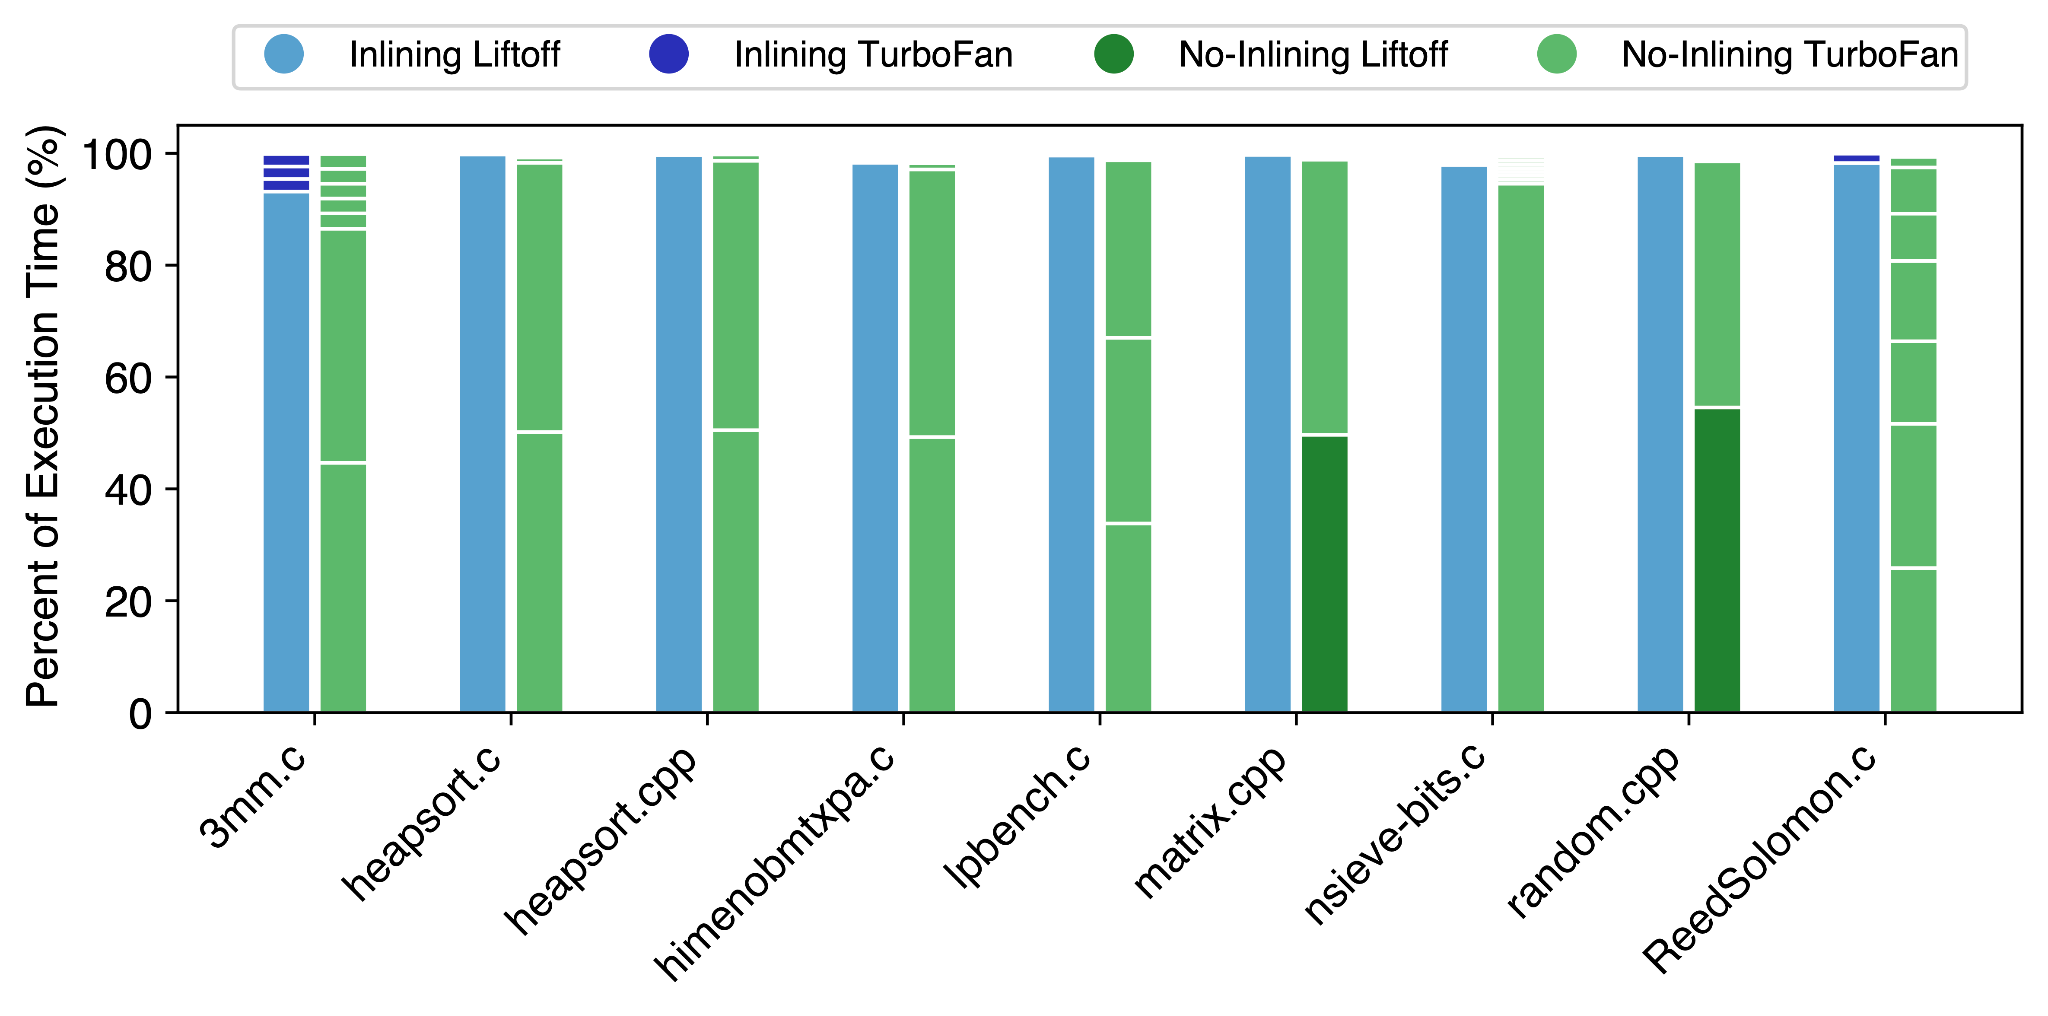 Inlining Liftoff
Inlining TurboFan
No-Inlining Liftoff
No-Inlining TurboFan
Percent of Execution Time (%)
100
80
60
40
20
0
3mm.c
heapsort.c
heapsort.cpp
himenobmtxpa.c
lpbench.c
matrix.cpp
nsieve-bits.c
random.cpp
ReedSolomon.c